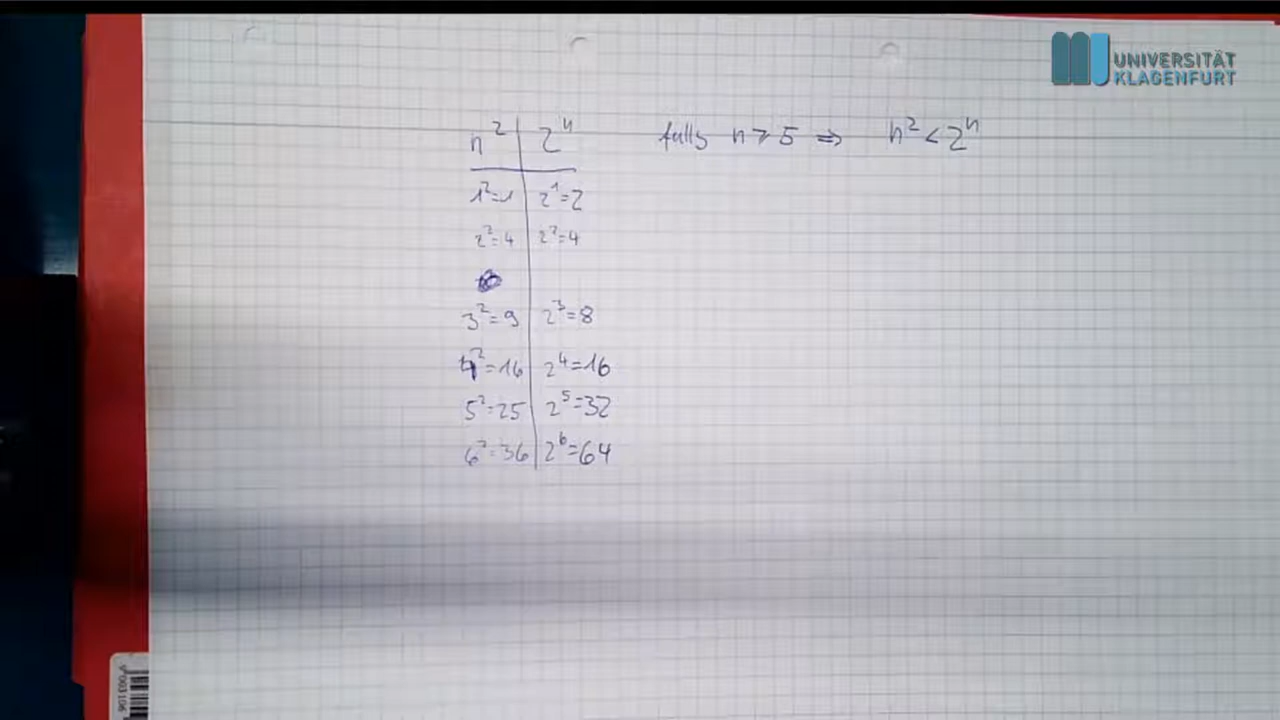 UNIVERSITÄT
KLAGENFURT
n² | 2ⁿ falls n ≥ 5 ⇒ n² < 2ⁿ
1²=1 | 2¹=2
2²=4 | 2²=4
3²=9 | 2³=8
4²=16 | 2⁴=16
5²=25 | 2⁵=32
6²=36 | 2⁶=64